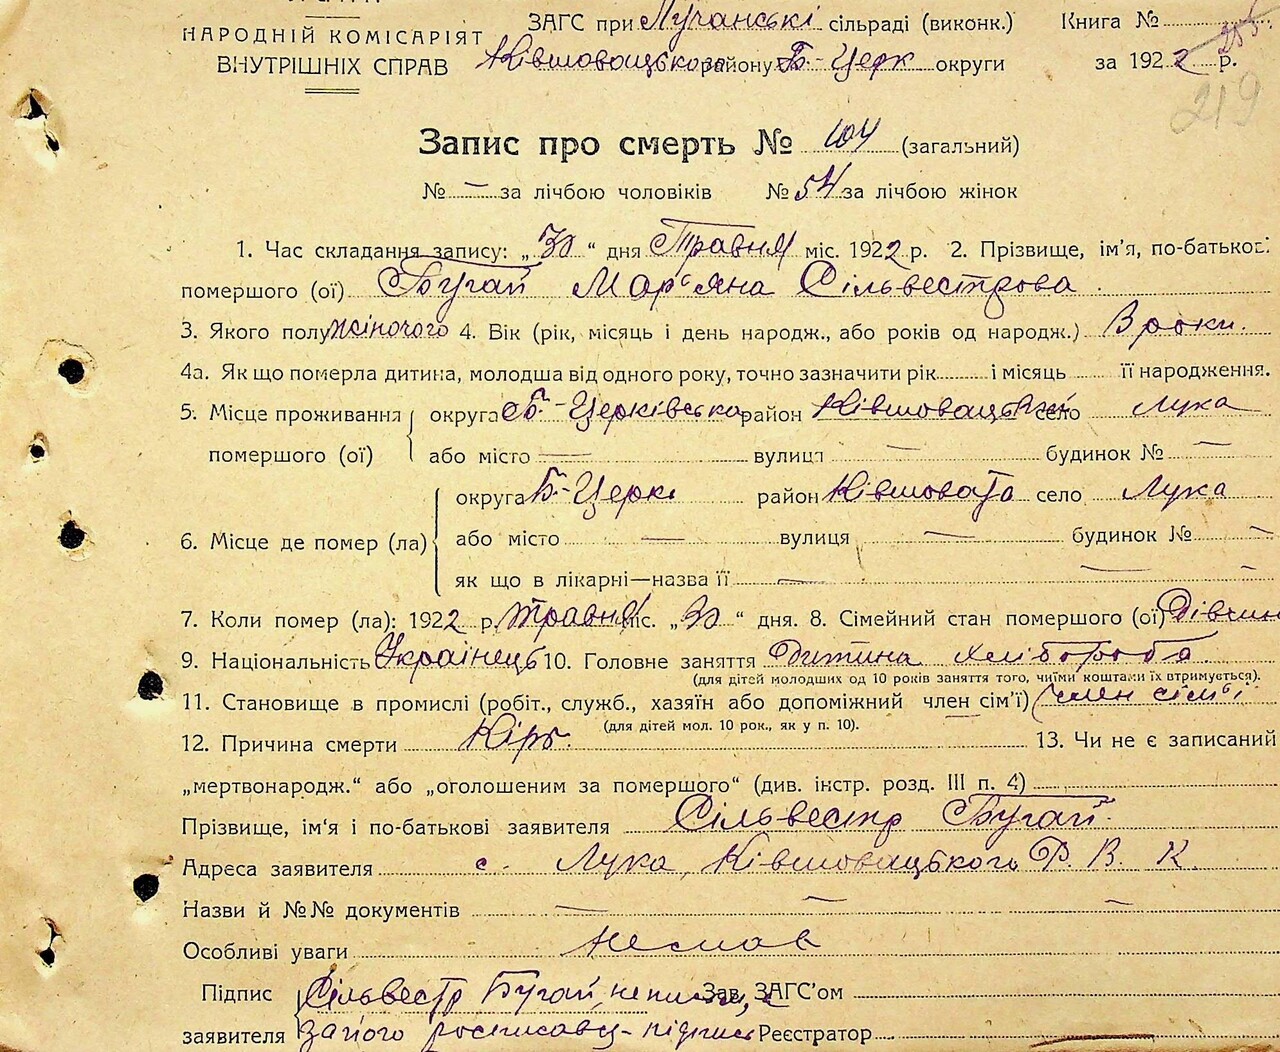 ЗАГС при Лучанські сільраді (виконк.) Книга №
НАРОДНІЙ КОМІСАРІЯТ
ВНУТРІШНІХ СПРАВ Ківшовацького району Б-Церк округи за 1922 р.
219
Запис про смерть № 104 (загальний)
№ — за лічбою чоловіків № 54 за лічбою жінок
1. Час складання запису: „30“ дня Травня міс. 1922 р. 2. Прізвище, ім'я, по-батькові
помершого (ої) Бугай Мар'яна Сільвестрова
3. Якого полу жіночого 4. Вік (рік, місяць і день народж., або років од народж.) 3 роки.
4а. Як що померла дитина, молодша від одного року, точно зазначити рік і місяць її народження.
5. Місце проживання округа Б-Церківська район Ківшовацький село Лука
помершого (ої) або місто — вулиця — будинок № —
округа Б-Церк район Ківшовата село Лука
6. Місце де помер (ла) або місто — вулиця — будинок № —
як що в лікарні—назва її —
7. Коли помер (ла): 1922 р. травня міс. „30“ дня. 8. Сімейний стан помершого (ої) Дівчин
9. Національність Українець 10. Головне заняття Дитина хлібороба
(для дітей молодших од 10 років заняття того, чиїми коштами їх втримується).
11. Становище в промислі (робіт., служб., хазяїн або допоміжний член сім'ї) член сім'ї
(для дітей мол. 10 рок., як у п. 10).
12. Причина смерти Кір. 13. Чи не є записаний
„мертвонародж.“ або „оголошеним за помершого“ (див. інстр. розд. III п. 4)
Прізвище, ім'я і по-батькові заявителя Сільвестр Бугай.
Адреса заявителя с. Лука, Ківшовацького Р. В. К.
Назви й №№ документів —
Особливі уваги
Підпис Сільвестр Бугай, Зав. ЗАГС'ом
заявителя за його росписавсь підпис Реєстратор